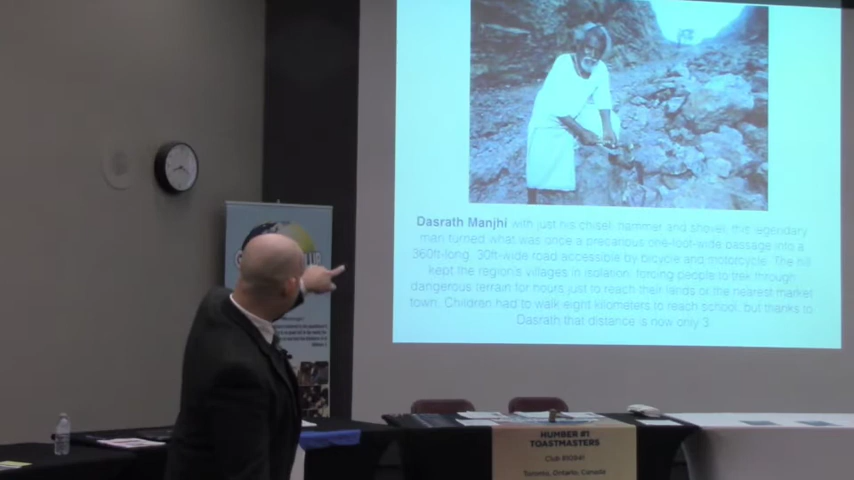 Dasrath Manjhi with just his chisel, hammer and shovel, this legendary
man turned what was once a precarious one-foot-wide passage into a
360ft-long, 30ft-wide road accessible by bicycle and motorcycle. The hill
kept the region's villages in isolation, forcing people to trek through
dangerous terrain for hours just to reach their lands or the nearest market
town. Children had to walk eight kilometers to reach school, but thanks to
Dasrath that distance is now only 3
HUMBER #1
TOASTMASTERS
Toronto, Ontario, Canada